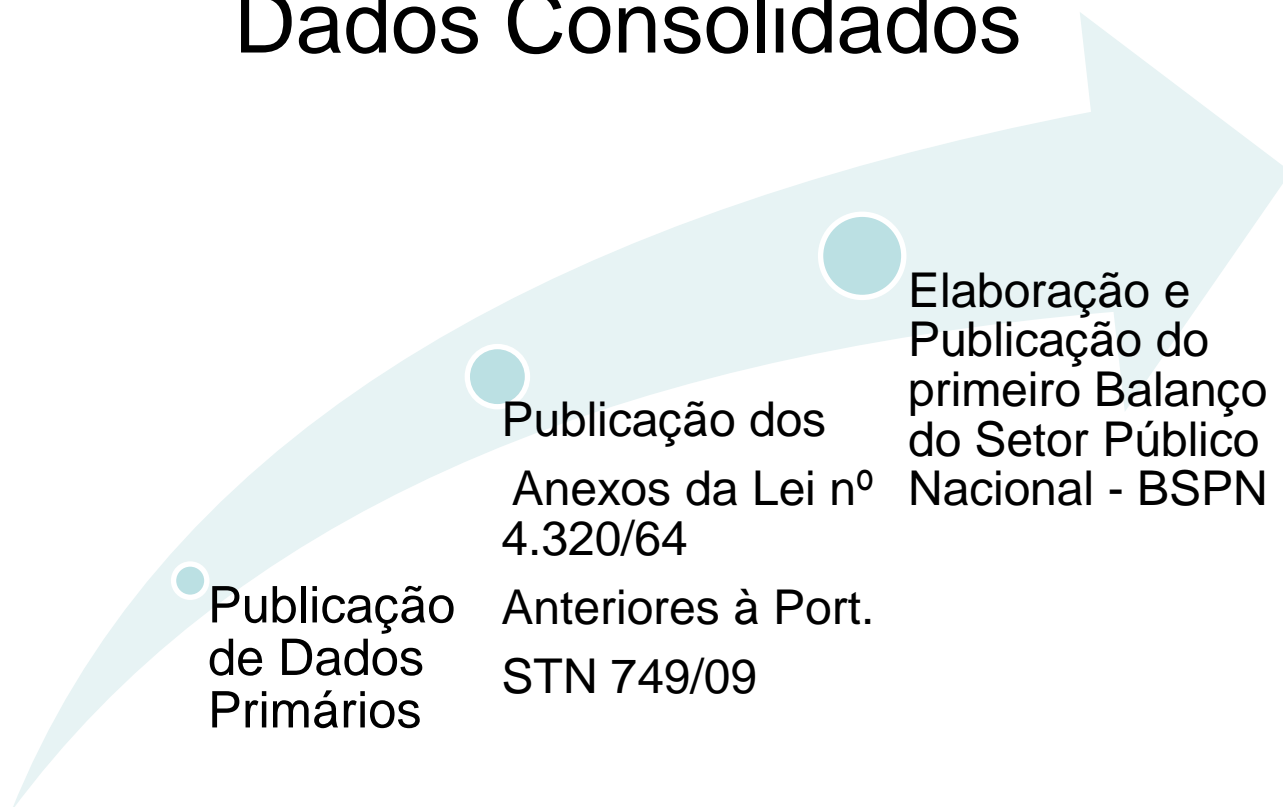 Dados Consolidados
Publicação
de Dados
Primários
Publicação dos
Anexos da Lei nº
4.320/64
Anteriores à Port.
STN 749/09
Elaboração e
Publicação do
primeiro Balanço
do Setor Público
Nacional - BSPN